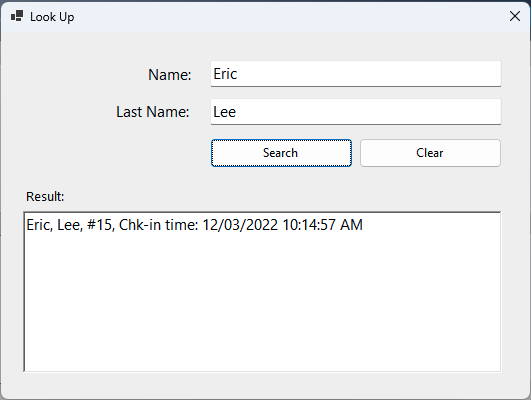 Look Up
Name: Eric
Last Name: Lee
Search Clear
Result:
Eric, Lee, #15, Chk-in time: 12/03/2022 10:14:57 AM